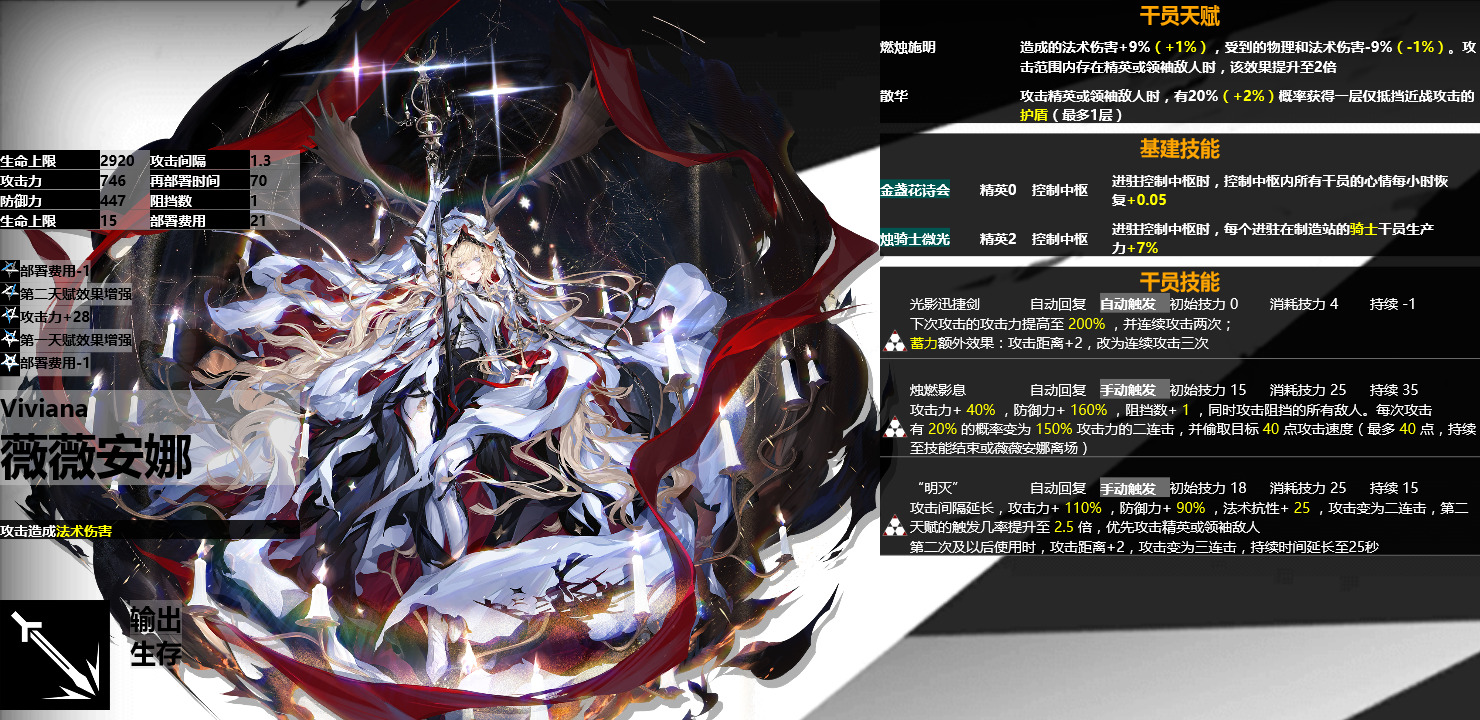 生命上限 2920 攻击间隔 1.3
攻击力 746 再部署时间 70
防御力 447 阻挡数 1
生命上限 15 部署费用 21
部署费用-1
第二天赋效果增强
攻击力+28
第一天赋效果增强
部署费用-1
Viviana
薇薇安娜
攻击造成法术伤害
输出
生存
干员天赋
燃烛施明 造成的法术伤害+9%（+1%），受到的物理和法术伤害-9%（-1%）。攻
击范围内存在精英或领袖敌人时，该效果提升至2倍
散华 攻击精英或领袖敌人时，有20%（+2%）概率获得一层仅抵挡近战攻击的
护盾（最多1层）
基建技能
金盏花诗会 精英0 控制中枢 进驻控制中枢时，控制中枢内所有干员的心情每小时恢
复+0.05
烛骑士微光 精英2 控制中枢 进驻控制中枢时，每个进驻在制造站的骑士干员生产
力+7%
干员技能
光影迅捷剑 自动回复 自动触发 初始技力 0 消耗技力 4 持续 -1
下次攻击的攻击力提高至 200% ，并连续攻击两次；
蓄力额外效果：攻击距离+2，改为连续攻击三次
烛燃影息 自动回复 手动触发 初始技力 15 消耗技力 25 持续 35
攻击力+ 40% ，防御力+ 160% ，阻挡数+ 1 ，同时攻击阻挡的所有敌人。每次攻击
有 20% 的概率变为 150% 攻击力的二连击，并偷取目标 40 点攻击速度（最多 40 点，持续
至技能结束或薇薇安娜离场）
“明灭” 自动回复 手动触发 初始技力 18 消耗技力 25 持续 15
攻击间隔延长，攻击力+ 110% ，防御力+ 90% ，法术抗性+ 25 ，攻击变为二连击，第二
天赋的触发几率提升至 2.5 倍，优先攻击精英或领袖敌人
第二次及以后使用时，攻击距离+2，攻击变为三连击，持续时间延长至25秒